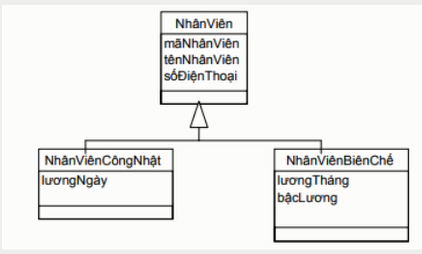 NhânViên
mãNhânViên
tênNhânViên
sốĐiệnThoại
NhânViênCôngNhật
lươngNgày
NhânViênBiênChế
lươngTháng
bậcLương